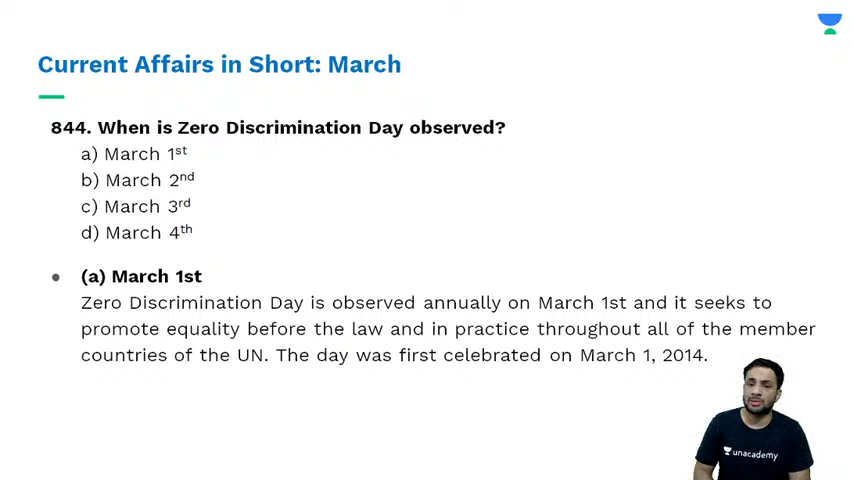 Current Affairs in Short: March
844. When is Zero Discrimination Day observed?
a) March 1st
b) March 2nd
c) March 3rd
d) March 4th
(a) March 1st
Zero Discrimination Day is observed annually on March 1st and it seeks to
promote equality before the law and in practice throughout all of the member
countries of the UN. The day was first celebrated on March 1, 2014.
unacademy